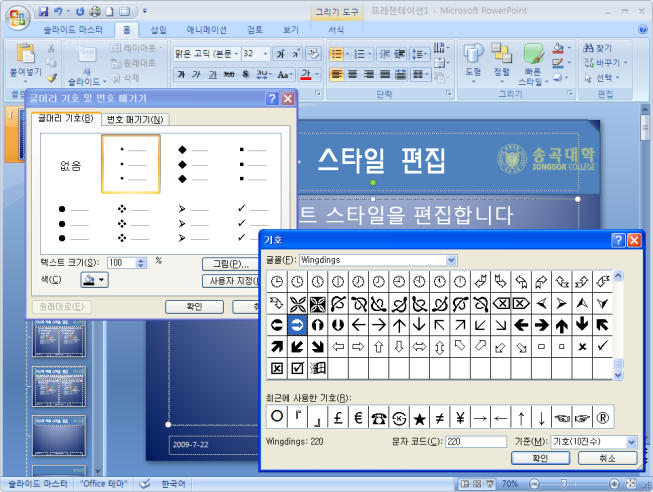 그리기 도구
프레젠테이션1 - Microsoft PowerPoint
슬라이드 마스터
홈
삽입
애니메이션
검토
보기
서식
붙여넣기
새
슬라이드
레이아웃
원래대로
삭제
맑은 고딕 (본문
32
단락
도형
정렬
빠른
스타일
그리기
찾기
바꾸기
선택
편집
글머리 기호 및 번호 매기기
글머리 기호(B)
번호 매기기(N)
없음
텍스트 크기(S): 100 %
색(C)
그림(P)...
사용자 지정(
원래대로(E)
확인
스타일 편집
송곡대학
SONGGOK COLLEGE
트 스타일을 편집합니다
기호
글꼴(F): Wingdings
최근에 사용한 기호(R):
○ 『 』 £ € ☎ ★ ≠ ¥ → ← ↑ ↓ ☜ ☞ ®
Wingdings: 220
문자 코드(C): 220
기준(M): 기호(10진수)
확인
취소
2009-7-22
슬라이드 마스터
"Office 테마"
한국어
70%